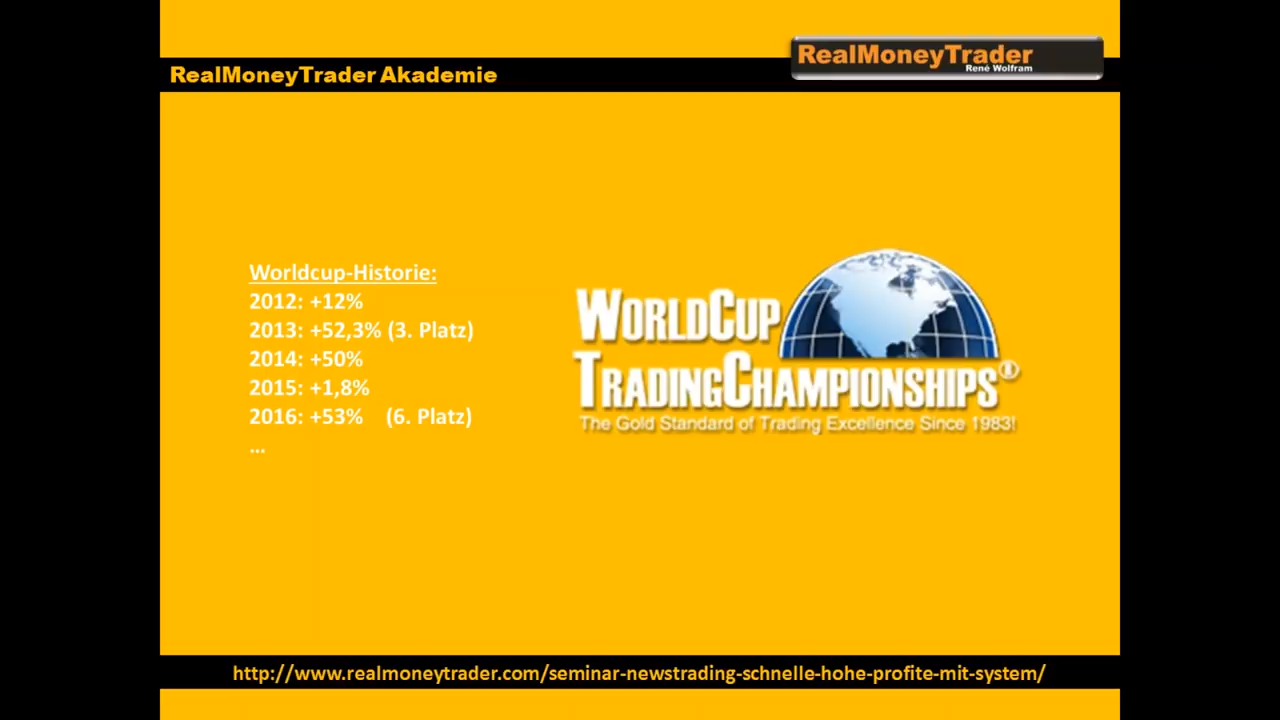 RealMoneyTrader Akademie
RealMoneyTrader
René Wolfram
Worldcup-Historie:
2012: +12%
2013: +52,3% (3. Platz)
2014: +50%
2015: +1,8%
2016: +53% (6. Platz)
...
WORLDCUP
TRADINGCHAMPIONSHIPS®
The Gold Standard of Trading Excellence Since 1983!
http://www.realmoneytrader.com/seminar-newstrading-schnelle-hohe-profite-mit-system/